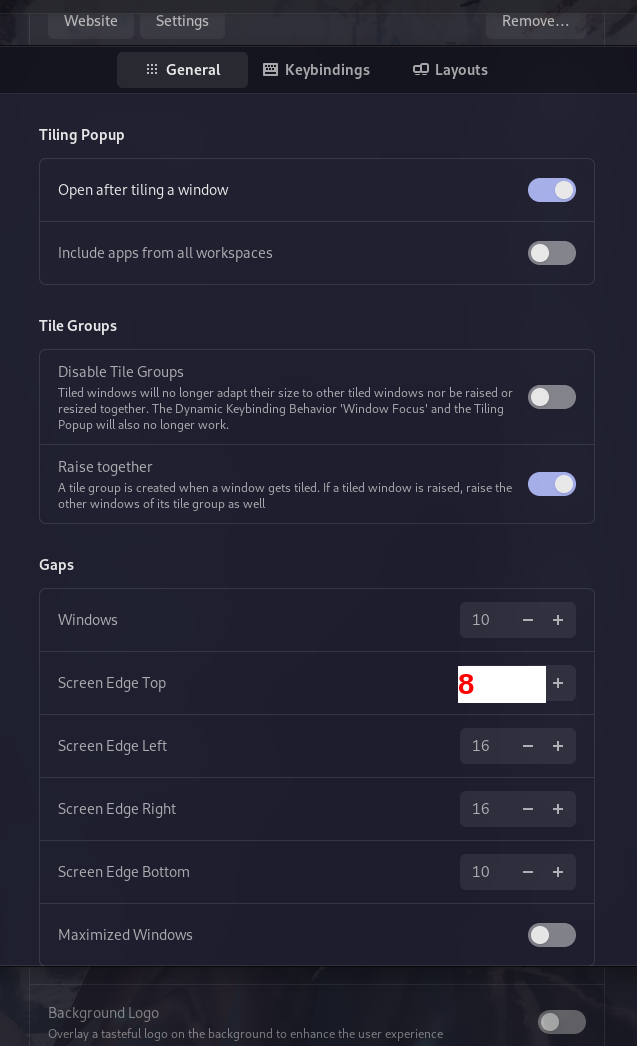 Website Settings Remove...
General Keybindings Layouts
Tiling Popup
Open after tiling a window
Include apps from all workspaces
Tile Groups
Disable Tile Groups
Tiled windows will no longer adapt their size to other tiled windows nor be raised or
resized together. The Dynamic Keybinding Behavior 'Window Focus' and the Tiling
Popup will also no longer work.
Raise together
A tile group is created when a window gets tiled. If a tiled window is raised, raise the
other windows of its tile group as well
Gaps
Windows 10 − +
Screen Edge Top 8 +
Screen Edge Left 16 − +
Screen Edge Right 16 − +
Screen Edge Bottom 10 − +
Maximized Windows
Background Logo
Overlay a tasteful logo on the background to enhance the user experience